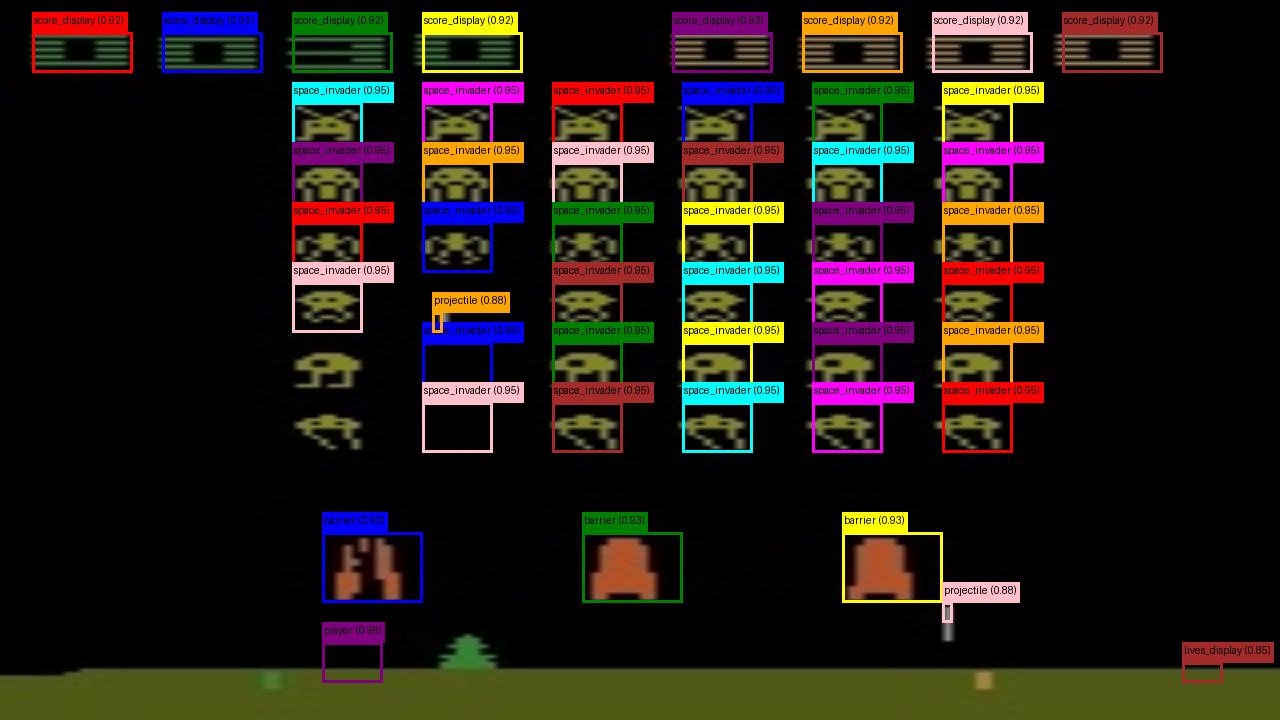 score_display (0.92) score_display (0.92) score_display (0.92) score_display (0.92) score_display (0.92) score_display (0.92) score_display (0.92) score_display (0.92)
space_invader (0.95) space_invader (0.95) space_invader (0.95) space_invader (0.95) space_invader (0.95) space_invader (0.95)
space_invader (0.95) space_invader (0.95) space_invader (0.95) space_invader (0.95) space_invader (0.95) space_invader (0.95)
space_invader (0.95) space_invader (0.95) space_invader (0.95) space_invader (0.95) space_invader (0.95) space_invader (0.95)
space_invader (0.95) space_invader (0.95) space_invader (0.95) space_invader (0.95) space_invader (0.95)
projectile (0.88)
space_invader (0.95) space_invader (0.95) space_invader (0.95) space_invader (0.95) space_invader (0.95)
space_invader (0.95) space_invader (0.95) space_invader (0.95) space_invader (0.95) space_invader (0.95)
barrier (0.93) barrier (0.93) barrier (0.93)
projectile (0.88)
player (0.96)
lives_display (0.85)